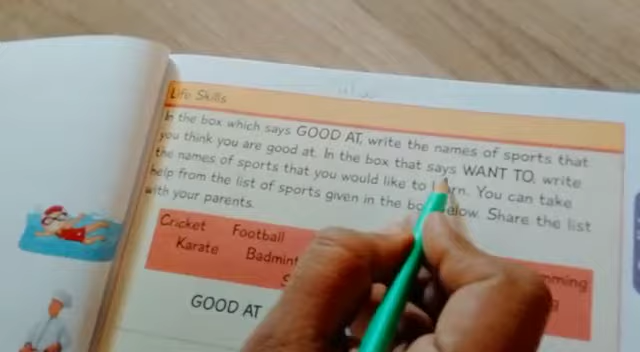 Life Skills
In the box which says GOOD AT, write the names of sports that
you think you are good at. In the box that says WANT TO, write
the names of sports that you would like to learn. You can take
help from the list of sports given in the box below. Share the list
with your parents.
Cricket Football
Karate
GOOD AT